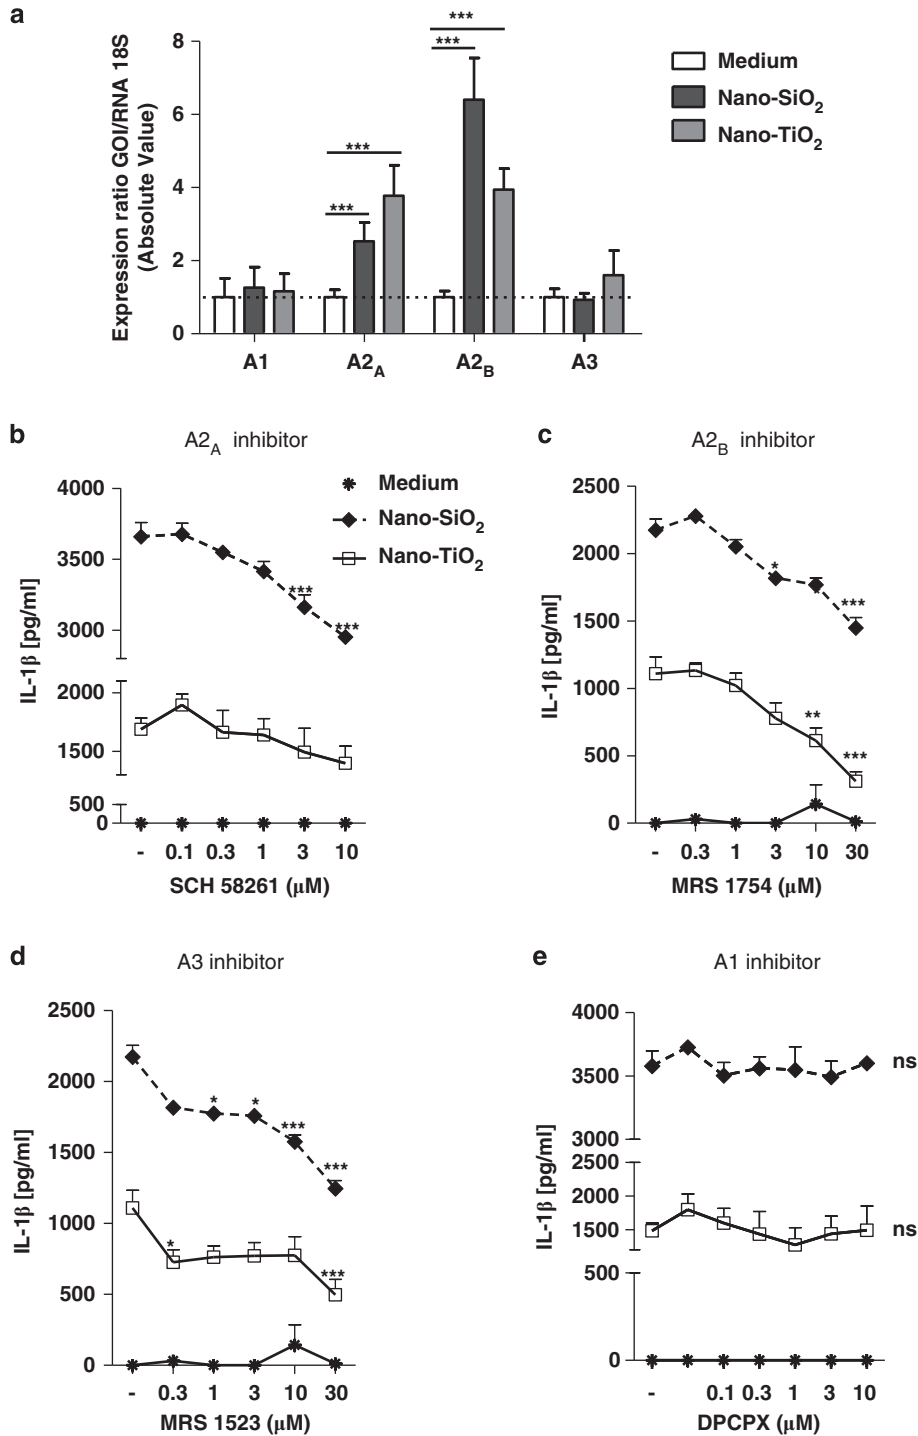 a
Expression ratio GOI/RNA 18S
(Absolute Value)
8
6
4
2
0
***
***
***
***
A1
A2A
A2B
A3
Medium
Nano-SiO2
Nano-TiO2
b
A2A inhibitor
IL-1β [pg/ml]
4000
3500
3000
2000
1500
500
0
Medium
Nano-SiO2
Nano-TiO2
***
***
- 0.1 0.3 1 3 10
SCH 58261 (μM)
c
A2B inhibitor
IL-1β [pg/ml]
2500
2000
1500
1000
500
0
*
***
**
***
- 0.3 1 3 10 30
MRS 1754 (μM)
d
A3 inhibitor
IL-1β [pg/ml]
2500
2000
1500
1000
500
0
*
*
***
***
*
***
- 0.3 1 3 10 30
MRS 1523 (μM)
e
A1 inhibitor
IL-1β [pg/ml]
4000
3500
3000
2500
2000
1500
500
0
ns
ns
- 0.1 0.3 1 3 10
DPCPX (μM)